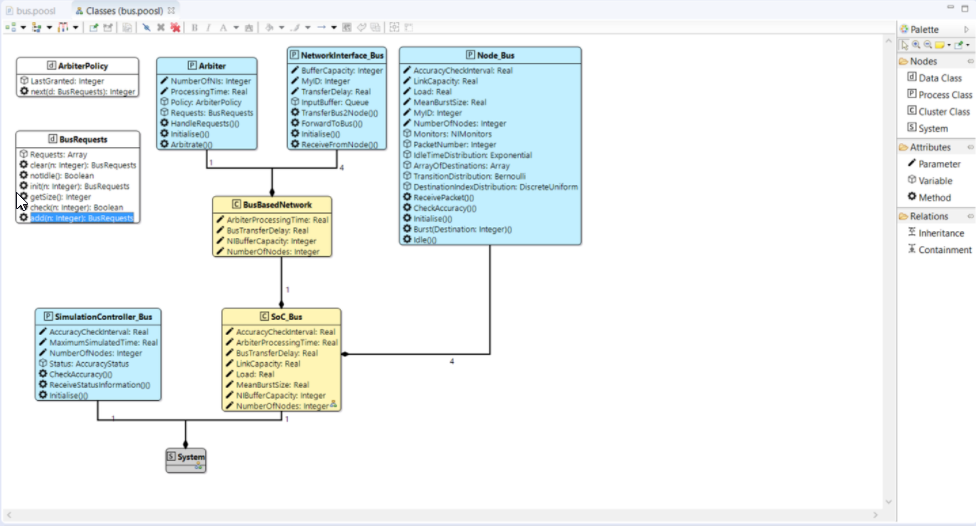 bus.poosl
Classes (bus.poosl)
B I A
Palette
Nodes
Data Class
Process Class
Cluster Class
System
Attributes
Parameter
Variable
Method
Relations
Inheritance
Containment
d ArbiterPolicy
LastGranted: Integer
next(d: BusRequests): Integer
P Arbiter
NumberOfNIs: Integer
ProcessingTime: Real
Policy: ArbiterPolicy
Requests: BusRequests
HandleRequests()()
Initialise()()
Arbitrate()()
P NetworkInterface_Bus
BufferCapacity: Integer
MyID: Integer
TransferDelay: Real
InputBuffer: Queue
TransferBus2Node()()
ForwardToBus()()
Initialise()()
ReceiveFromNode()()
P Node_Bus
AccuracyCheckInterval: Real
LinkCapacity: Real
Load: Real
MeanBurstSize: Real
MyID: Integer
NumberOfNodes: Integer
Monitors: NIMonitors
PacketNumber: Integer
IdleTimeDistribution: Exponential
ArrayOfDestinations: Array
TransitionDistribution: Bernoulli
DestinationIndexDistribution: DiscreteUniform
ReceivePacket()()
CheckAccuracy()()
Initialise()()
Burst(Destination: Integer)()
Idle()()
d BusRequests
Requests: Array
clear(n: Integer): BusRequests
notIdle(): Boolean
init(n: Integer): BusRequests
getSize(): Integer
check(n: Integer): Boolean
add(n: Integer): BusRequests
1
4
C BusBasedNetwork
ArbiterProcessingTime: Real
BusTransferDelay: Real
NIBufferCapacity: Integer
NumberOfNodes: Integer
1
P SimulationController_Bus
AccuracyCheckInterval: Real
MaximumSimulatedTime: Real
NumberOfNodes: Integer
Status: AccuracyStatus
CheckAccuracy()()
ReceiveStatusInformation()()
Initialise()()
C SoC_Bus
AccuracyCheckInterval: Real
ArbiterProcessingTime: Real
BusTransferDelay: Real
LinkCapacity: Real
Load: Real
MeanBurstSize: Real
NIBufferCapacity: Integer
NumberOfNodes: Integer
4
1
1
S System